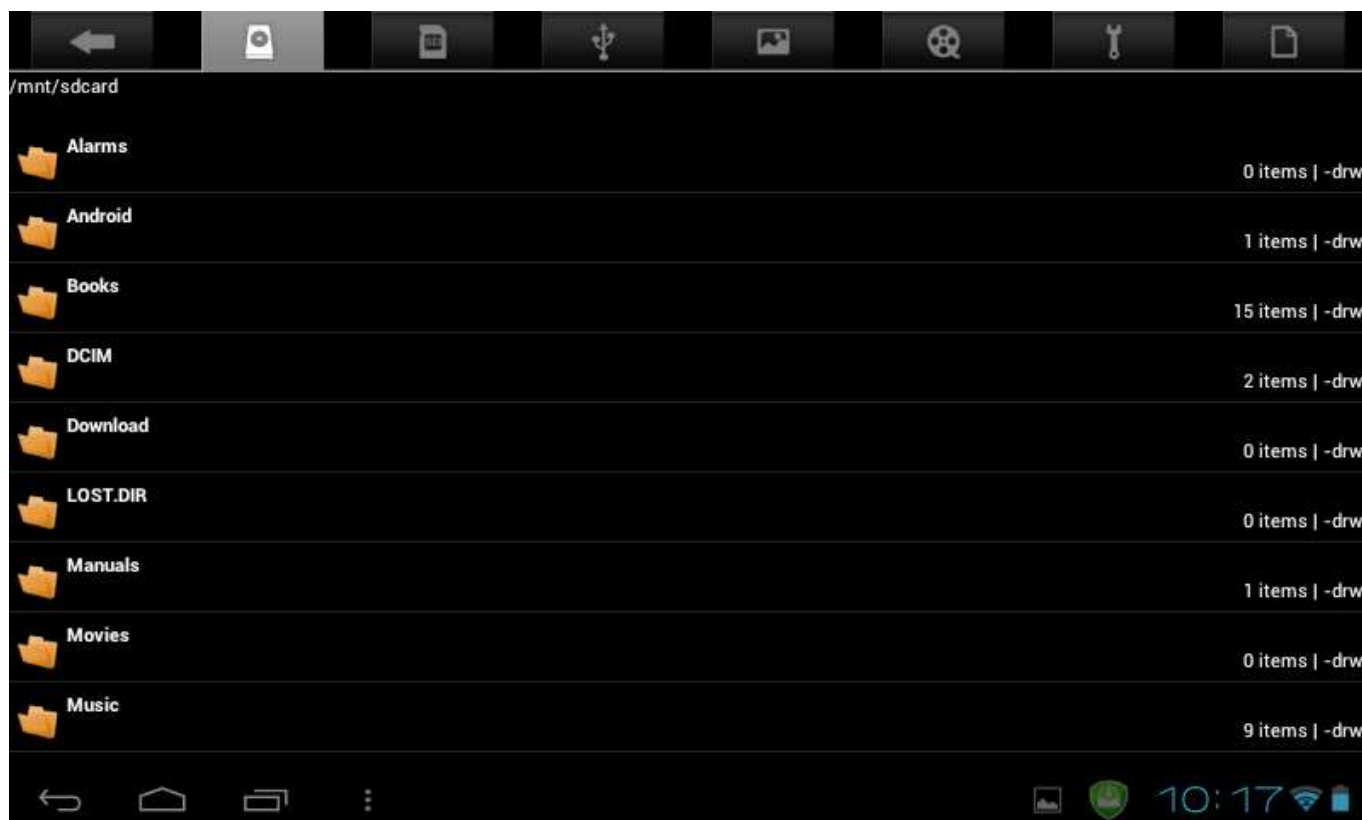 /mnt/sdcard
Alarms
0 items | -drw
Android
1 items | -drw
Books
15 items | -drw
DCIM
2 items | -drw
Download
0 items | -drw
LOST.DIR
0 items | -drw
Manuals
1 items | -drw
Movies
0 items | -drw
Music
9 items | -drw
10:17